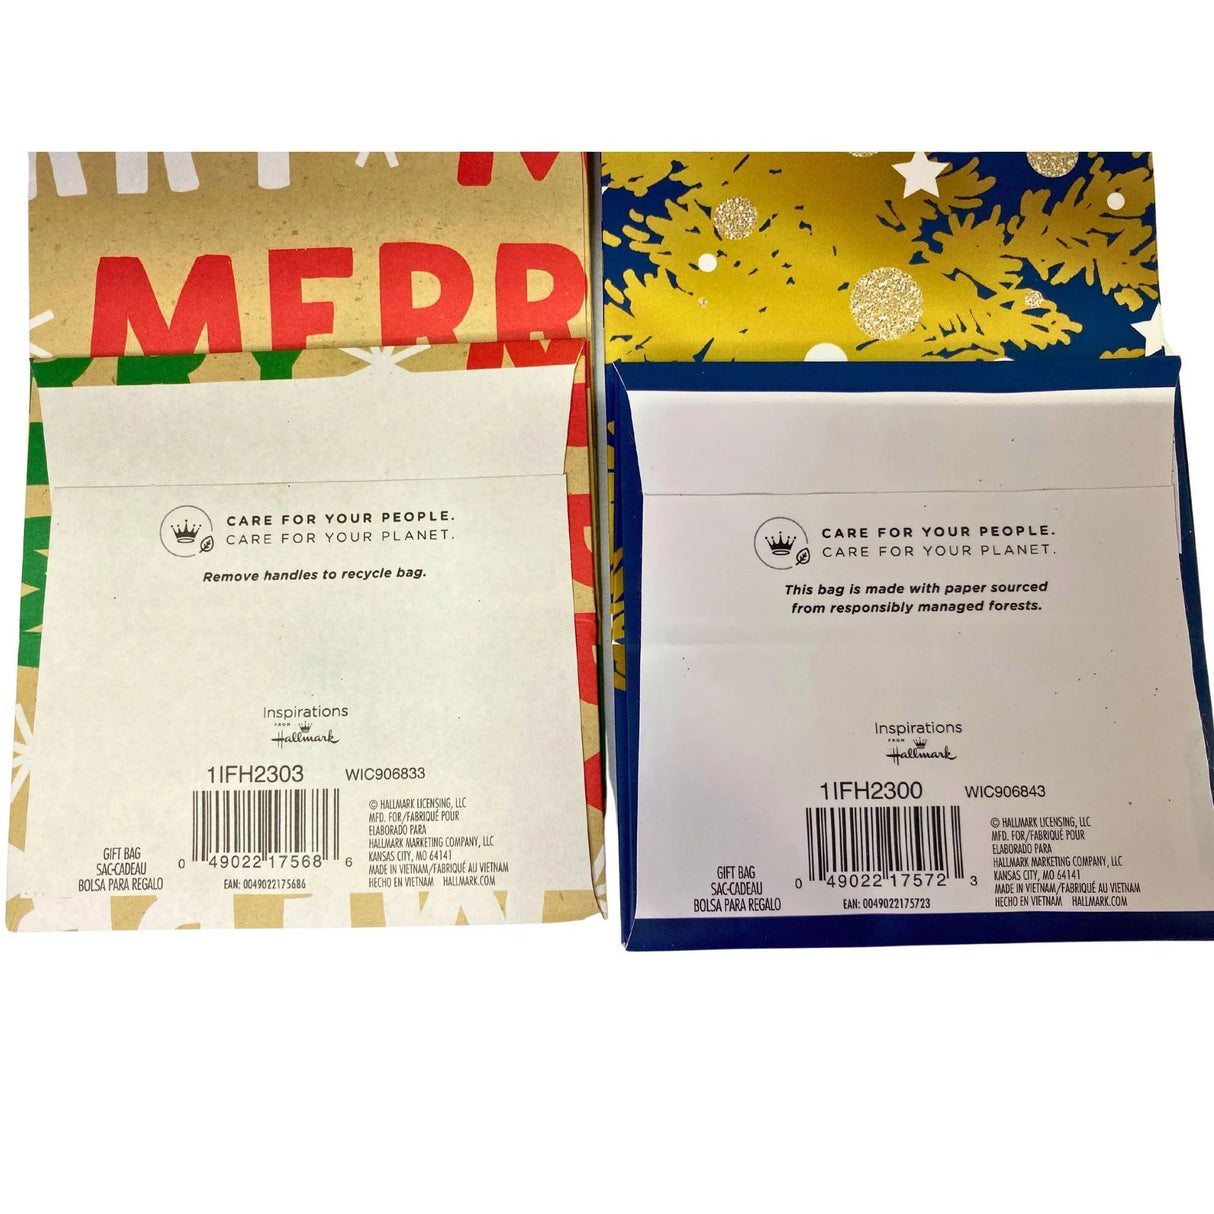 MERR
CARE FOR YOUR PEOPLE.
CARE FOR YOUR PLANET.
Remove handles to recycle bag.
Inspirations
FROM
Hallmark
1IFH2303 WIC906833
0 49022 17568 6
EAN: 0049022175686
GIFT BAG
SAC-CADEAU
BOLSA PARA REGALO
© HALLMARK LICENSING, LLC
MFD. FOR/FABRIQUÉ POUR
ELABORADO PARA
HALLMARK MARKETING COMPANY, LLC
KANSAS CITY, MO 64141
MADE IN VIETNAM/FABRIQUÉ AU VIETNAM
HECHO EN VIETNAM HALLMARK.COM
CARE FOR YOUR PEOPLE.
CARE FOR YOUR PLANET.
This bag is made with paper sourced
from responsibly managed forests.
Inspirations
FROM
Hallmark
1IFH2300 WIC906843
0 49022 17572 3
EAN: 0049022175723
GIFT BAG
SAC-CADEAU
BOLSA PARA REGALO
© HALLMARK LICENSING, LLC
MFD. FOR/FABRIQUÉ POUR
ELABORADO PARA
HALLMARK MARKETING COMPANY, LLC
KANSAS CITY, MO 64141
MADE IN VIETNAM/FABRIQUÉ AU VIETNAM
HECHO EN VIETNAM HALLMARK.COM